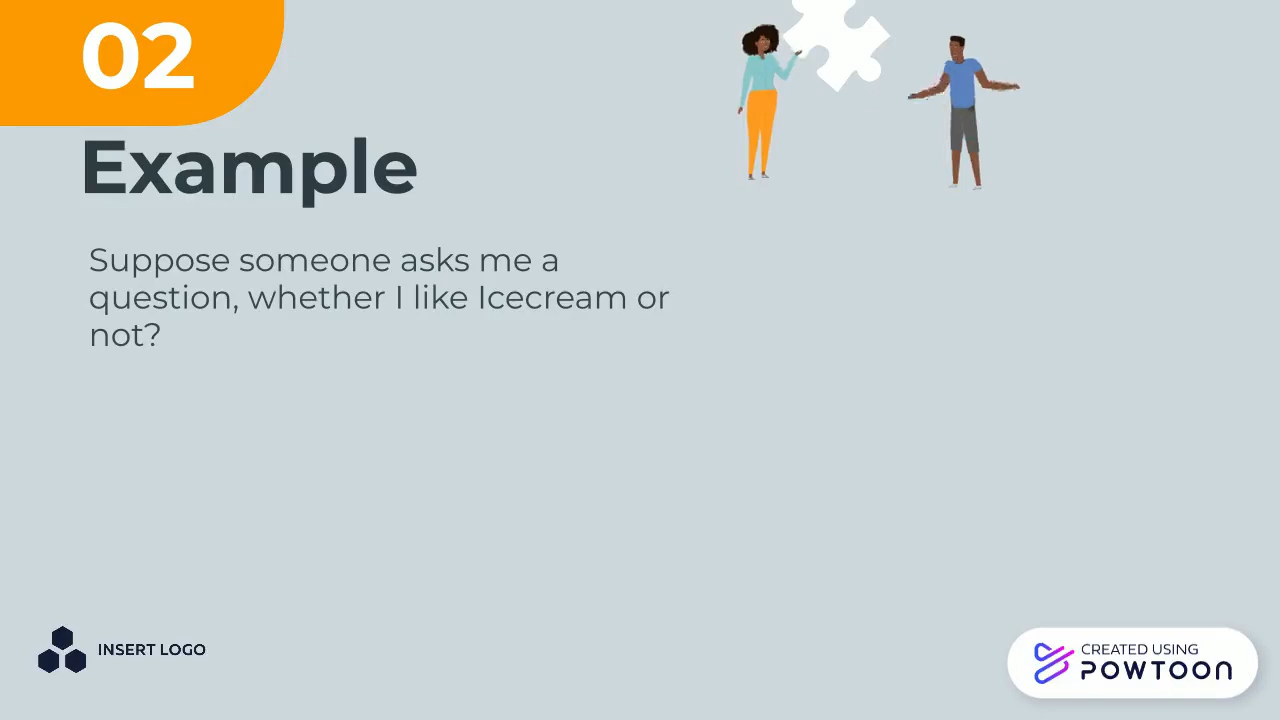 02
Example
Suppose someone asks me a
question, whether I like Icecream or
not?
INSERT LOGO
CREATED USING
POWTOON